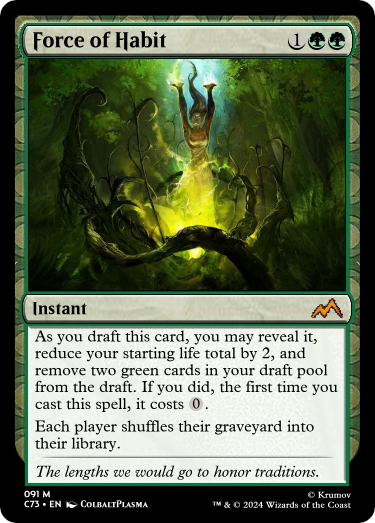 Force of Habit 1
Instant
As you draft this card, you may reveal it,
reduce your starting life total by 2, and
remove two green cards in your draft pool
from the draft. If you did, the first time you
cast this spell, it costs 0.
Each player shuffles their graveyard into
their library.
The lengths we would go to honor traditions.
091 M © Krumov
C73 • EN ColbaltPlasma ™ & © 2024 Wizards of the Coast